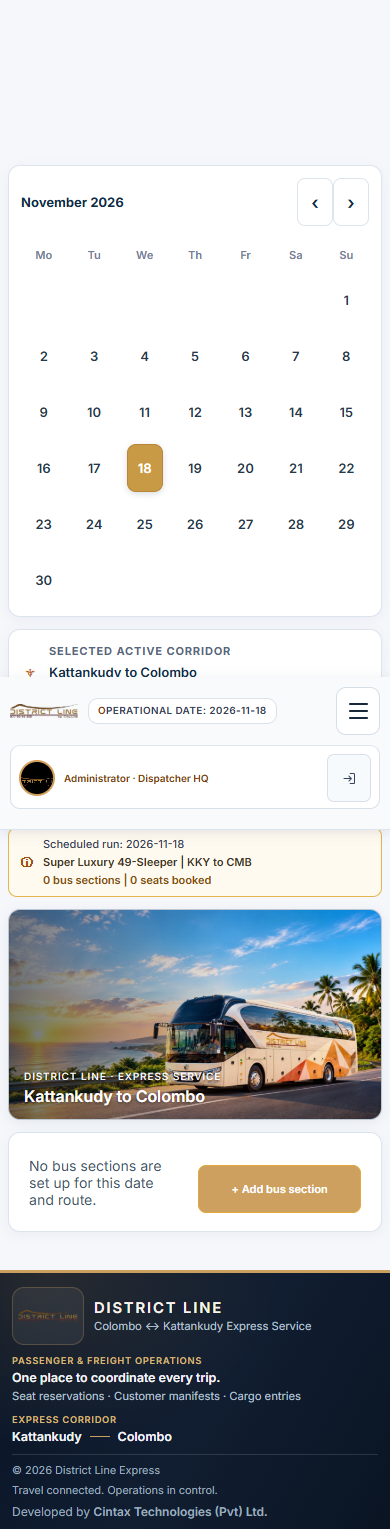 November 2026
‹ ›
Mo Tu We Th Fr Sa Su
1
2 3 4 5 6 7 8
9 10 11 12 13 14 15
16 17 18 19 20 21 22
23 24 25 26 27 28 29
30
SELECTED ACTIVE CORRIDOR
Kattankudy to Colombo
DISTRICT LINE
OPERATIONAL DATE: 2026-11-18
Administrator · Dispatcher HQ
Scheduled run: 2026-11-18
Super Luxury 49-Sleeper | KKY to CMB
0 bus sections | 0 seats booked
DISTRICT LINE · EXPRESS SERVICE
Kattankudy to Colombo
No bus sections are
set up for this date
and route.
+ Add bus section
DISTRICT LINE
DISTRICT LINE
Colombo ↔ Kattankudy Express Service
PASSENGER & FREIGHT OPERATIONS
One place to coordinate every trip.
Seat reservations · Customer manifests · Cargo entries
EXPRESS CORRIDOR
Kattankudy — Colombo
© 2026 District Line Express
Travel connected. Operations in control.
Developed by Cintax Technologies (Pvt) Ltd.